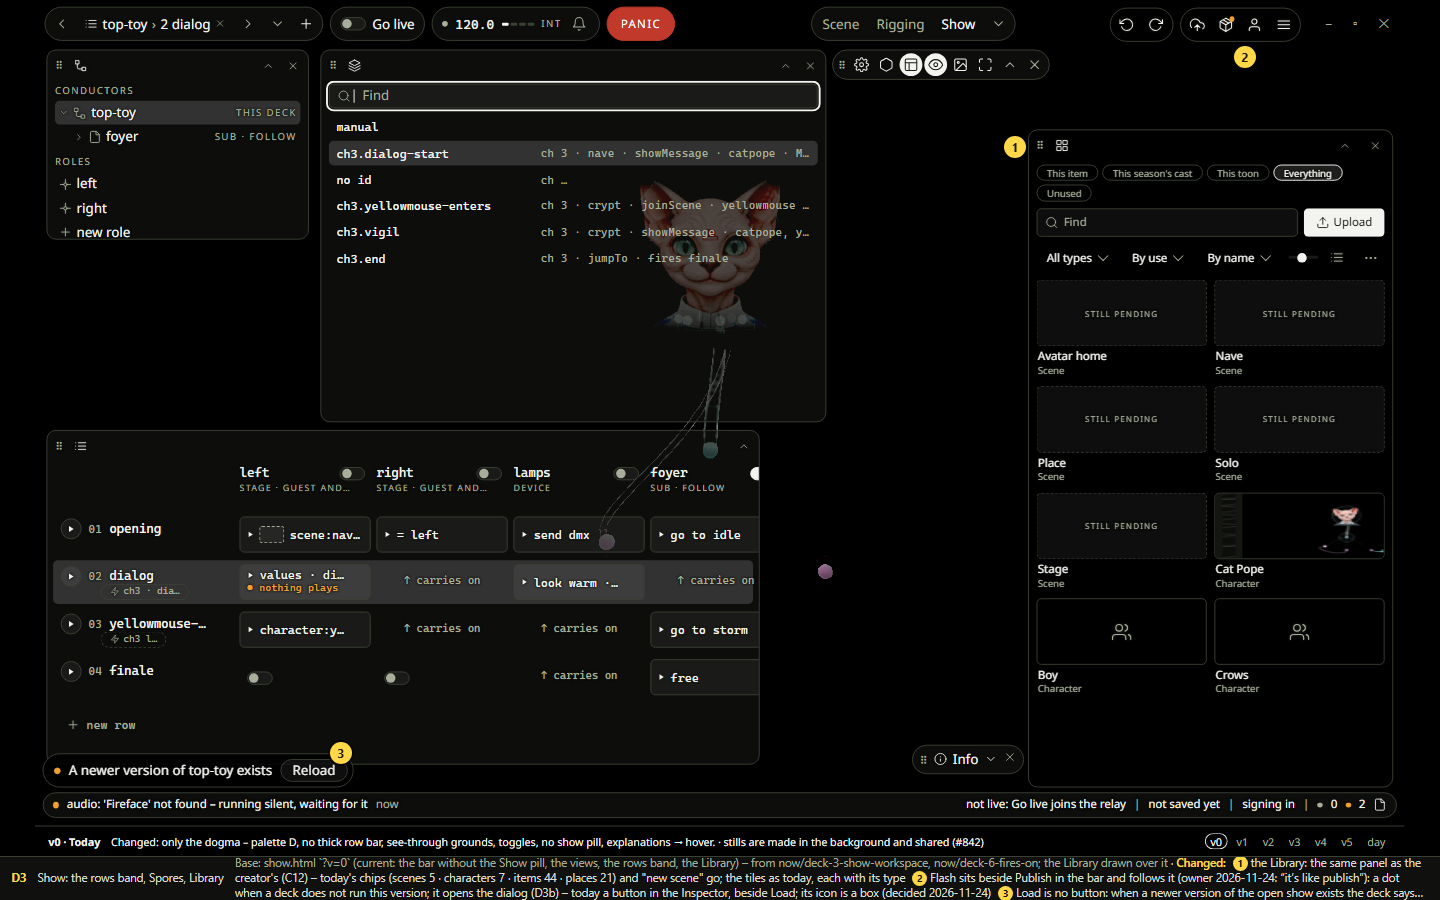 top-toy › 2 dialog
Go live
120.0
INT
PANIC
Scene Rigging Show
2
CONDUCTORS
top-toy THIS DECK
foyer SUB · FOLLOW
ROLES
left
right
new role
Find
manual
ch3.dialog-start ch 3 · nave · showMessage · catpope · M…
no id ch …
ch3.yellowmouse-enters ch 3 · crypt · joinScene · yellowmouse …
ch3.vigil ch 3 · crypt · showMessage · catpope, y…
ch3.end ch 3 · jumpTo · fires finale
1
This item This season's cast This toon Everything
Unused
Find
Upload
All types By use By name
STILL PENDING STILL PENDING
Avatar home Nave
Scene Scene
STILL PENDING STILL PENDING
Place Solo
Scene Scene
STILL PENDING
Stage Cat Pope
Scene Character
Boy Crows
Character Character
left right lamps foyer
STAGE · GUEST AND… STAGE · GUEST AND… DEVICE SUB · FOLLOW
01 opening scene:nav… = left send dmx go to idle
02 dialog values · di… ↑ carries on look warm ·… ↑ carries on
ch3 · dia… nothing plays
03 yellowmouse-… character:y… ↑ carries on ↑ carries on go to storm
ch3 l…
04 finale ↑ carries on free
+ new row
3
A newer version of top-toy exists Reload
Info
audio: 'Fireface' not found – running silent, waiting for it now
not live: Go live joins the relay | not saved yet | signing in | 0 2
v0 · Today Changed: only the dogma – palette D, no thick row bar, see-through grounds, toggles, no show pill, explanations → hover. · stills are made in the background and shared (#842)
v0 v1 v2 v3 v4 v5 day
D3 Show: the rows band, Spores, Library
Base: show.html `?v=0` (current: the bar without the Show pill, the views, the rows band, the Library) – from now/deck-3-show-workspace, now/deck-6-fires-on; the Library drawn over it · Changed: 1 the Library: the same panel as the
creator's (C12) – today's chips (scenes 5 · characters 7 · items 44 · places 21) and "new scene" go; the tiles as today, each with its type 2 Flash sits beside Publish in the bar and follows it (owner 2026-11-24: “it's like publish”): a dot
when a deck does not run this version; it opens the dialog (D3b) – today a button in the Inspector, beside Load; its icon is a box (decided 2026-11-24) 3 Load is no button: when a newer version of the open show exists the deck says…